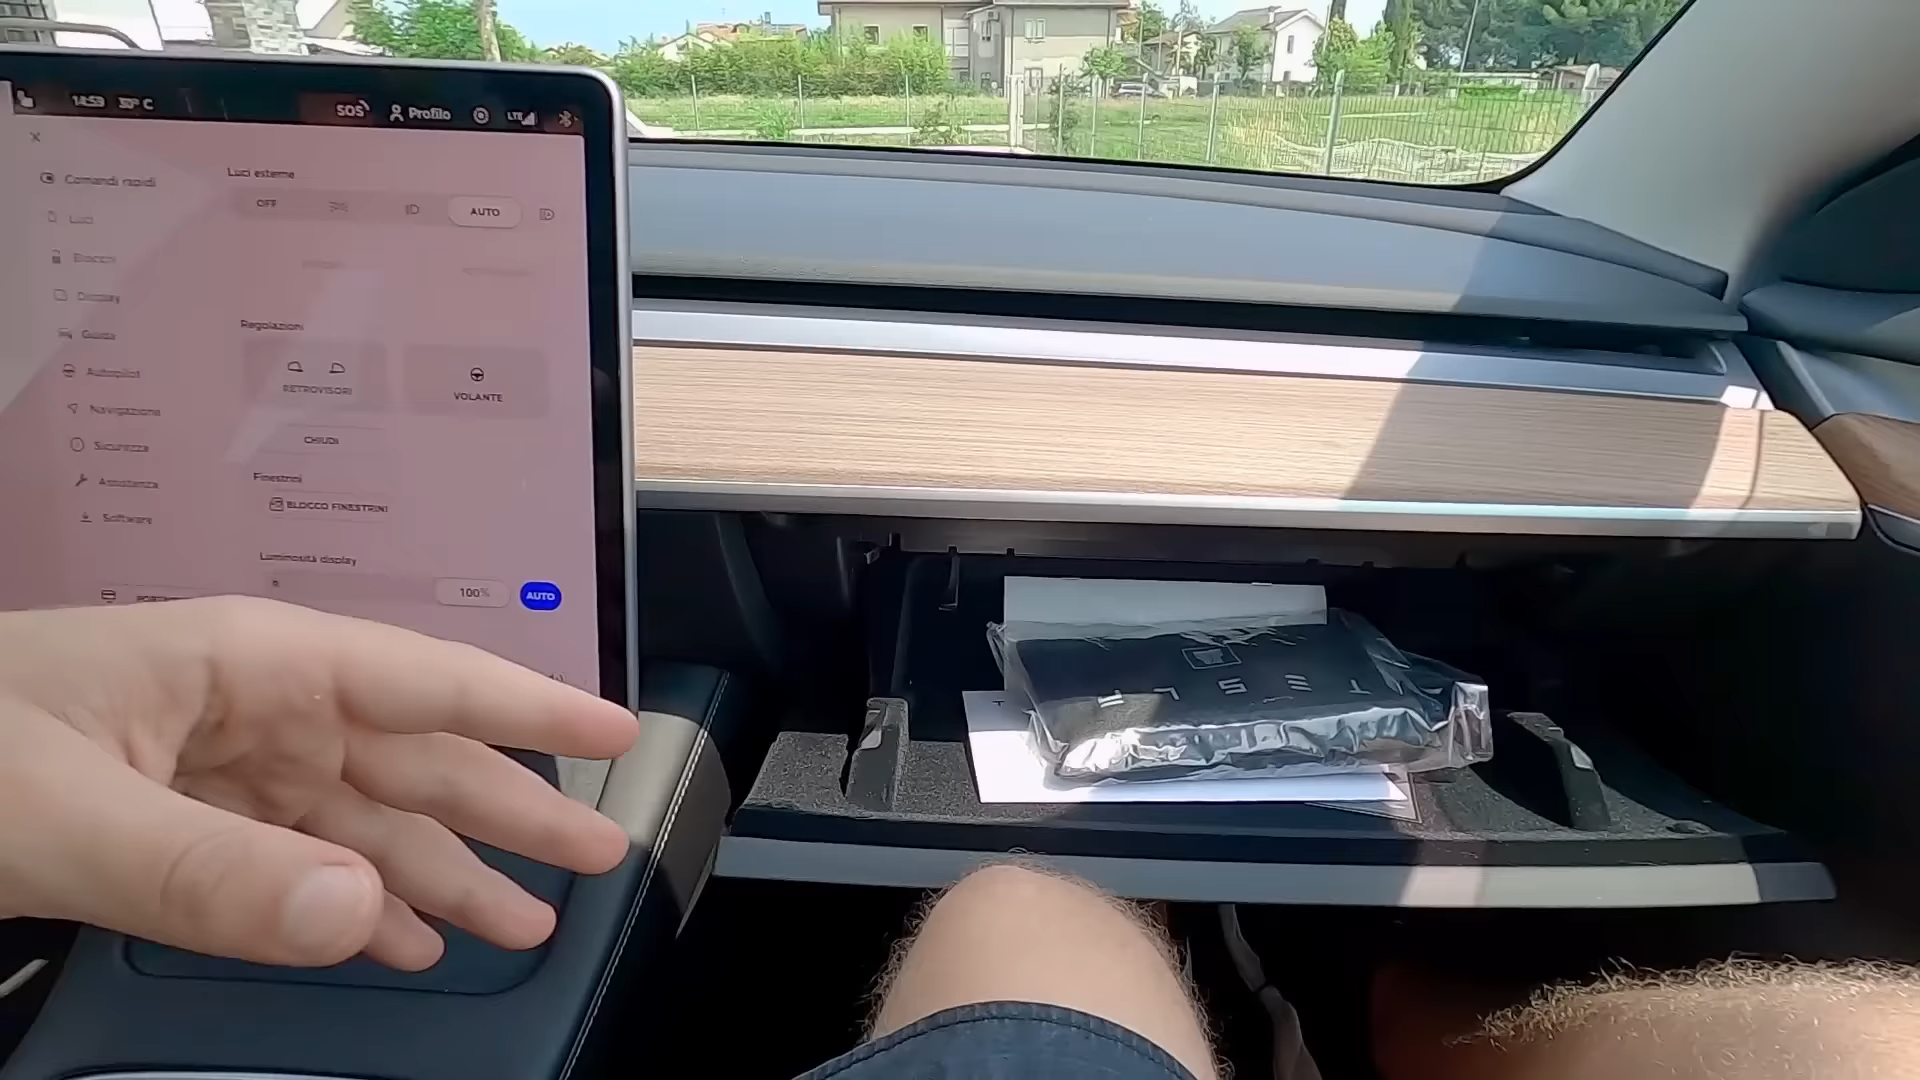 14:59 30° C SOS Profilo LTE
Comandi rapidi
Luci
Blocchi
Display
Guida
Autopilot
Navigazione
Sicurezza
Assistenza
Software
Luci esterne
OFF
AUTO
Regolazioni
RETROVISORI
VOLANTE
CHIUDI
Finestrini
BLOCCO FINESTRINI
Luminosità display
100%
AUTO
TESLA